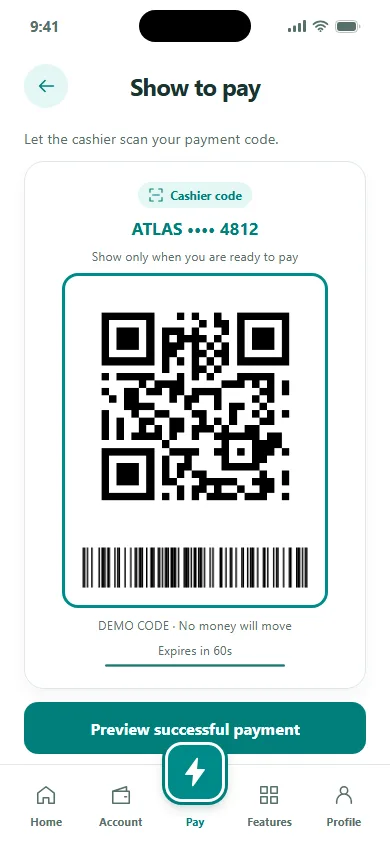 9:41
Show to pay
Let the cashier scan your payment code.
Cashier code
ATLAS •••• 4812
Show only when you are ready to pay
DEMO CODE · No money will move
Expires in 60s
Preview successful payment
Home
Account
Pay
Features
Profile